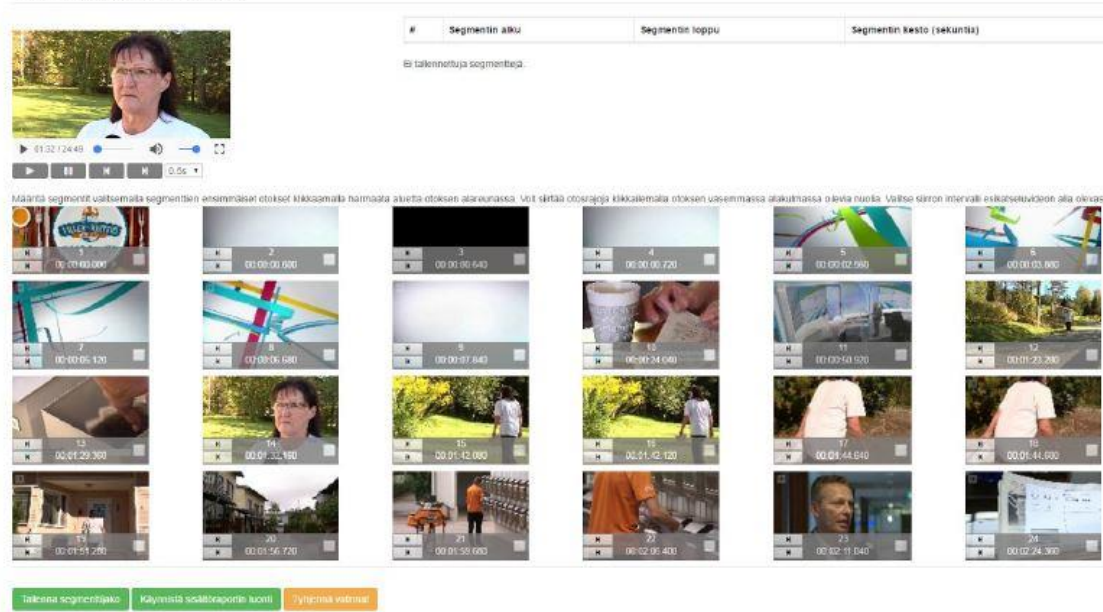 # Segmentin alku Segmentin loppu Segmentin kesto (sekuntia)
Ei tallennettuja segmenttejä.
01:32 / 24:49
0.5s
Määritä segmentit valitsemalla segmenttien ensimmäiset otokset klikkaamalla harmaata aluetta otoksen alareunassa. Voit siirtää otosrajoja klikkailemalla otoksen vasemmassa alakulmassa olevia nuolia. Valitse siirron intervalli esikatseluvideon alla olevas
1 2 3 4 5 6
00:00:00.000 00:00:00.600 00:00:00.640 00:00:00.720 00:00:02.560 00:00:03.880
7 8 9 10 11 12
00:00:05.120 00:00:06.680 00:00:07.840 00:00:24.040 00:00:50.920 00:01:23.280
13 14 15 16 17 18
00:01:29.360 00:01:32.160 00:01:42.080 00:01:42.120 00:01:44.640 00:01:44.680
19 20 21 22 23 24
00:01:51.280 00:01:56.720 00:01:59.680 00:02:06.400 00:02:11.040 00:02:24.360
Tallenna segmenttijako Käynnistä sisältöraportin luonti Tyhjennä valinnat